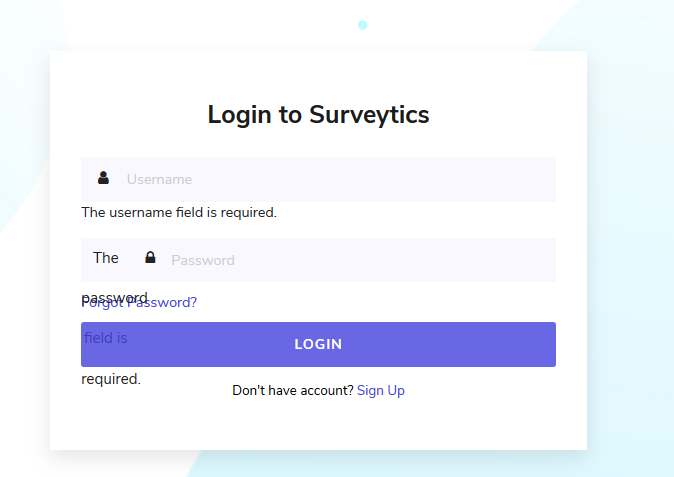 Login to Surveytics
Username
The username field is required.
The
Password
password
Forgot Password?
field is
LOGIN
required.
Don't have account? Sign Up